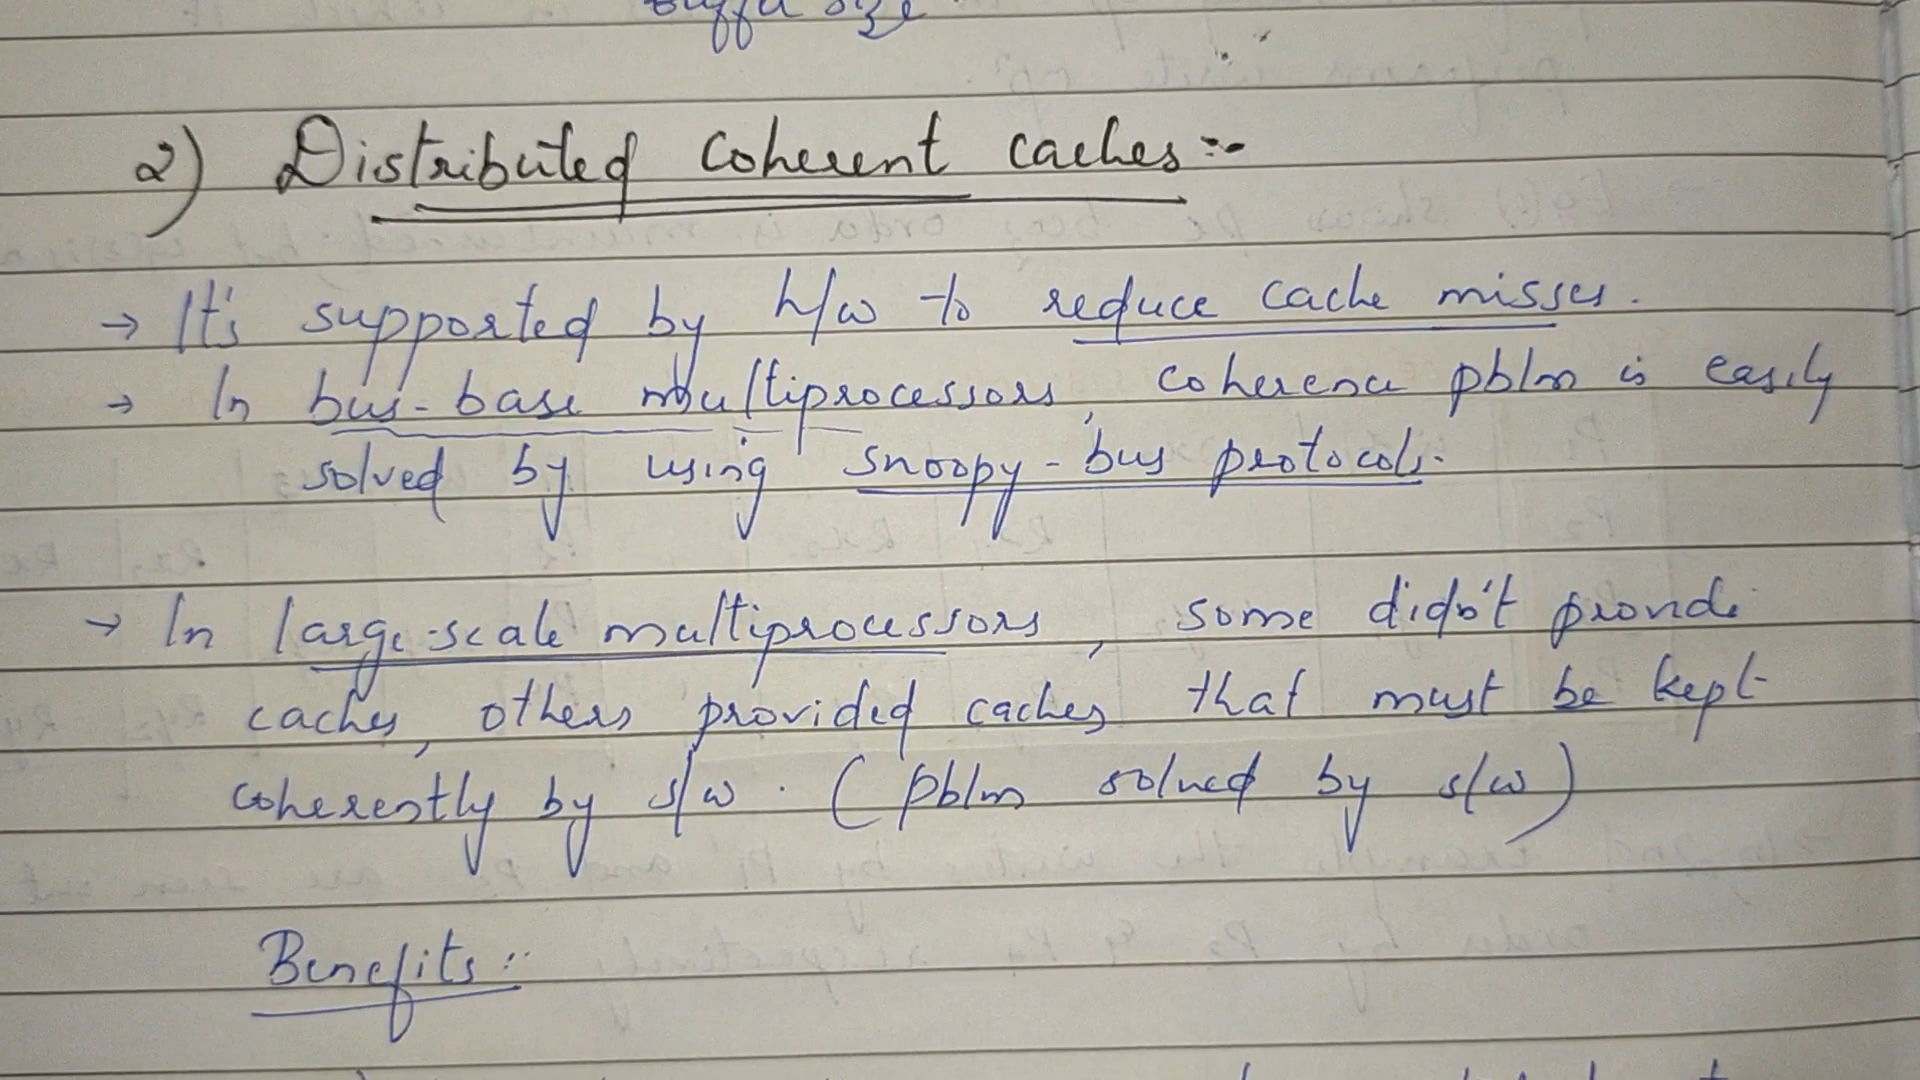 Buffer size
2) Distributed coherent caches :-
→ It's supported by h/w to reduce cache misses.
→ In bus-base multiprocessors, coherence pblm is easily
solved by using snoopy-bus protocols.
→ In large-scale multiprocessors, some didn't provide
caches, others provided caches that must be kept
coherently by s/w. (pblm solved by s/w)
Benefits :-